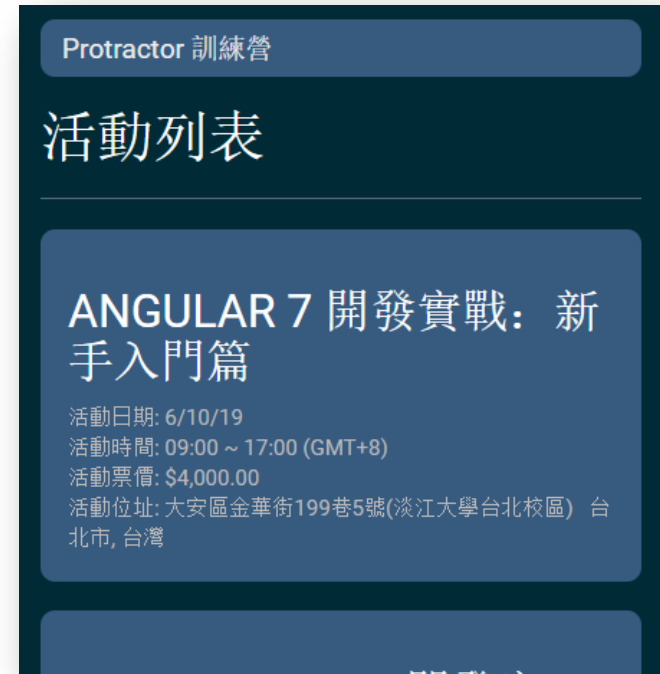 Protractor 訓練營
活動列表
ANGULAR 7 開發實戰：新
手入門篇
活動日期: 6/10/19
活動時間: 09:00 ~ 17:00 (GMT+8)
活動票價: $4,000.00
活動位址: 大安區金華街199巷5號(淡江大學台北校區) 台
北市, 台灣